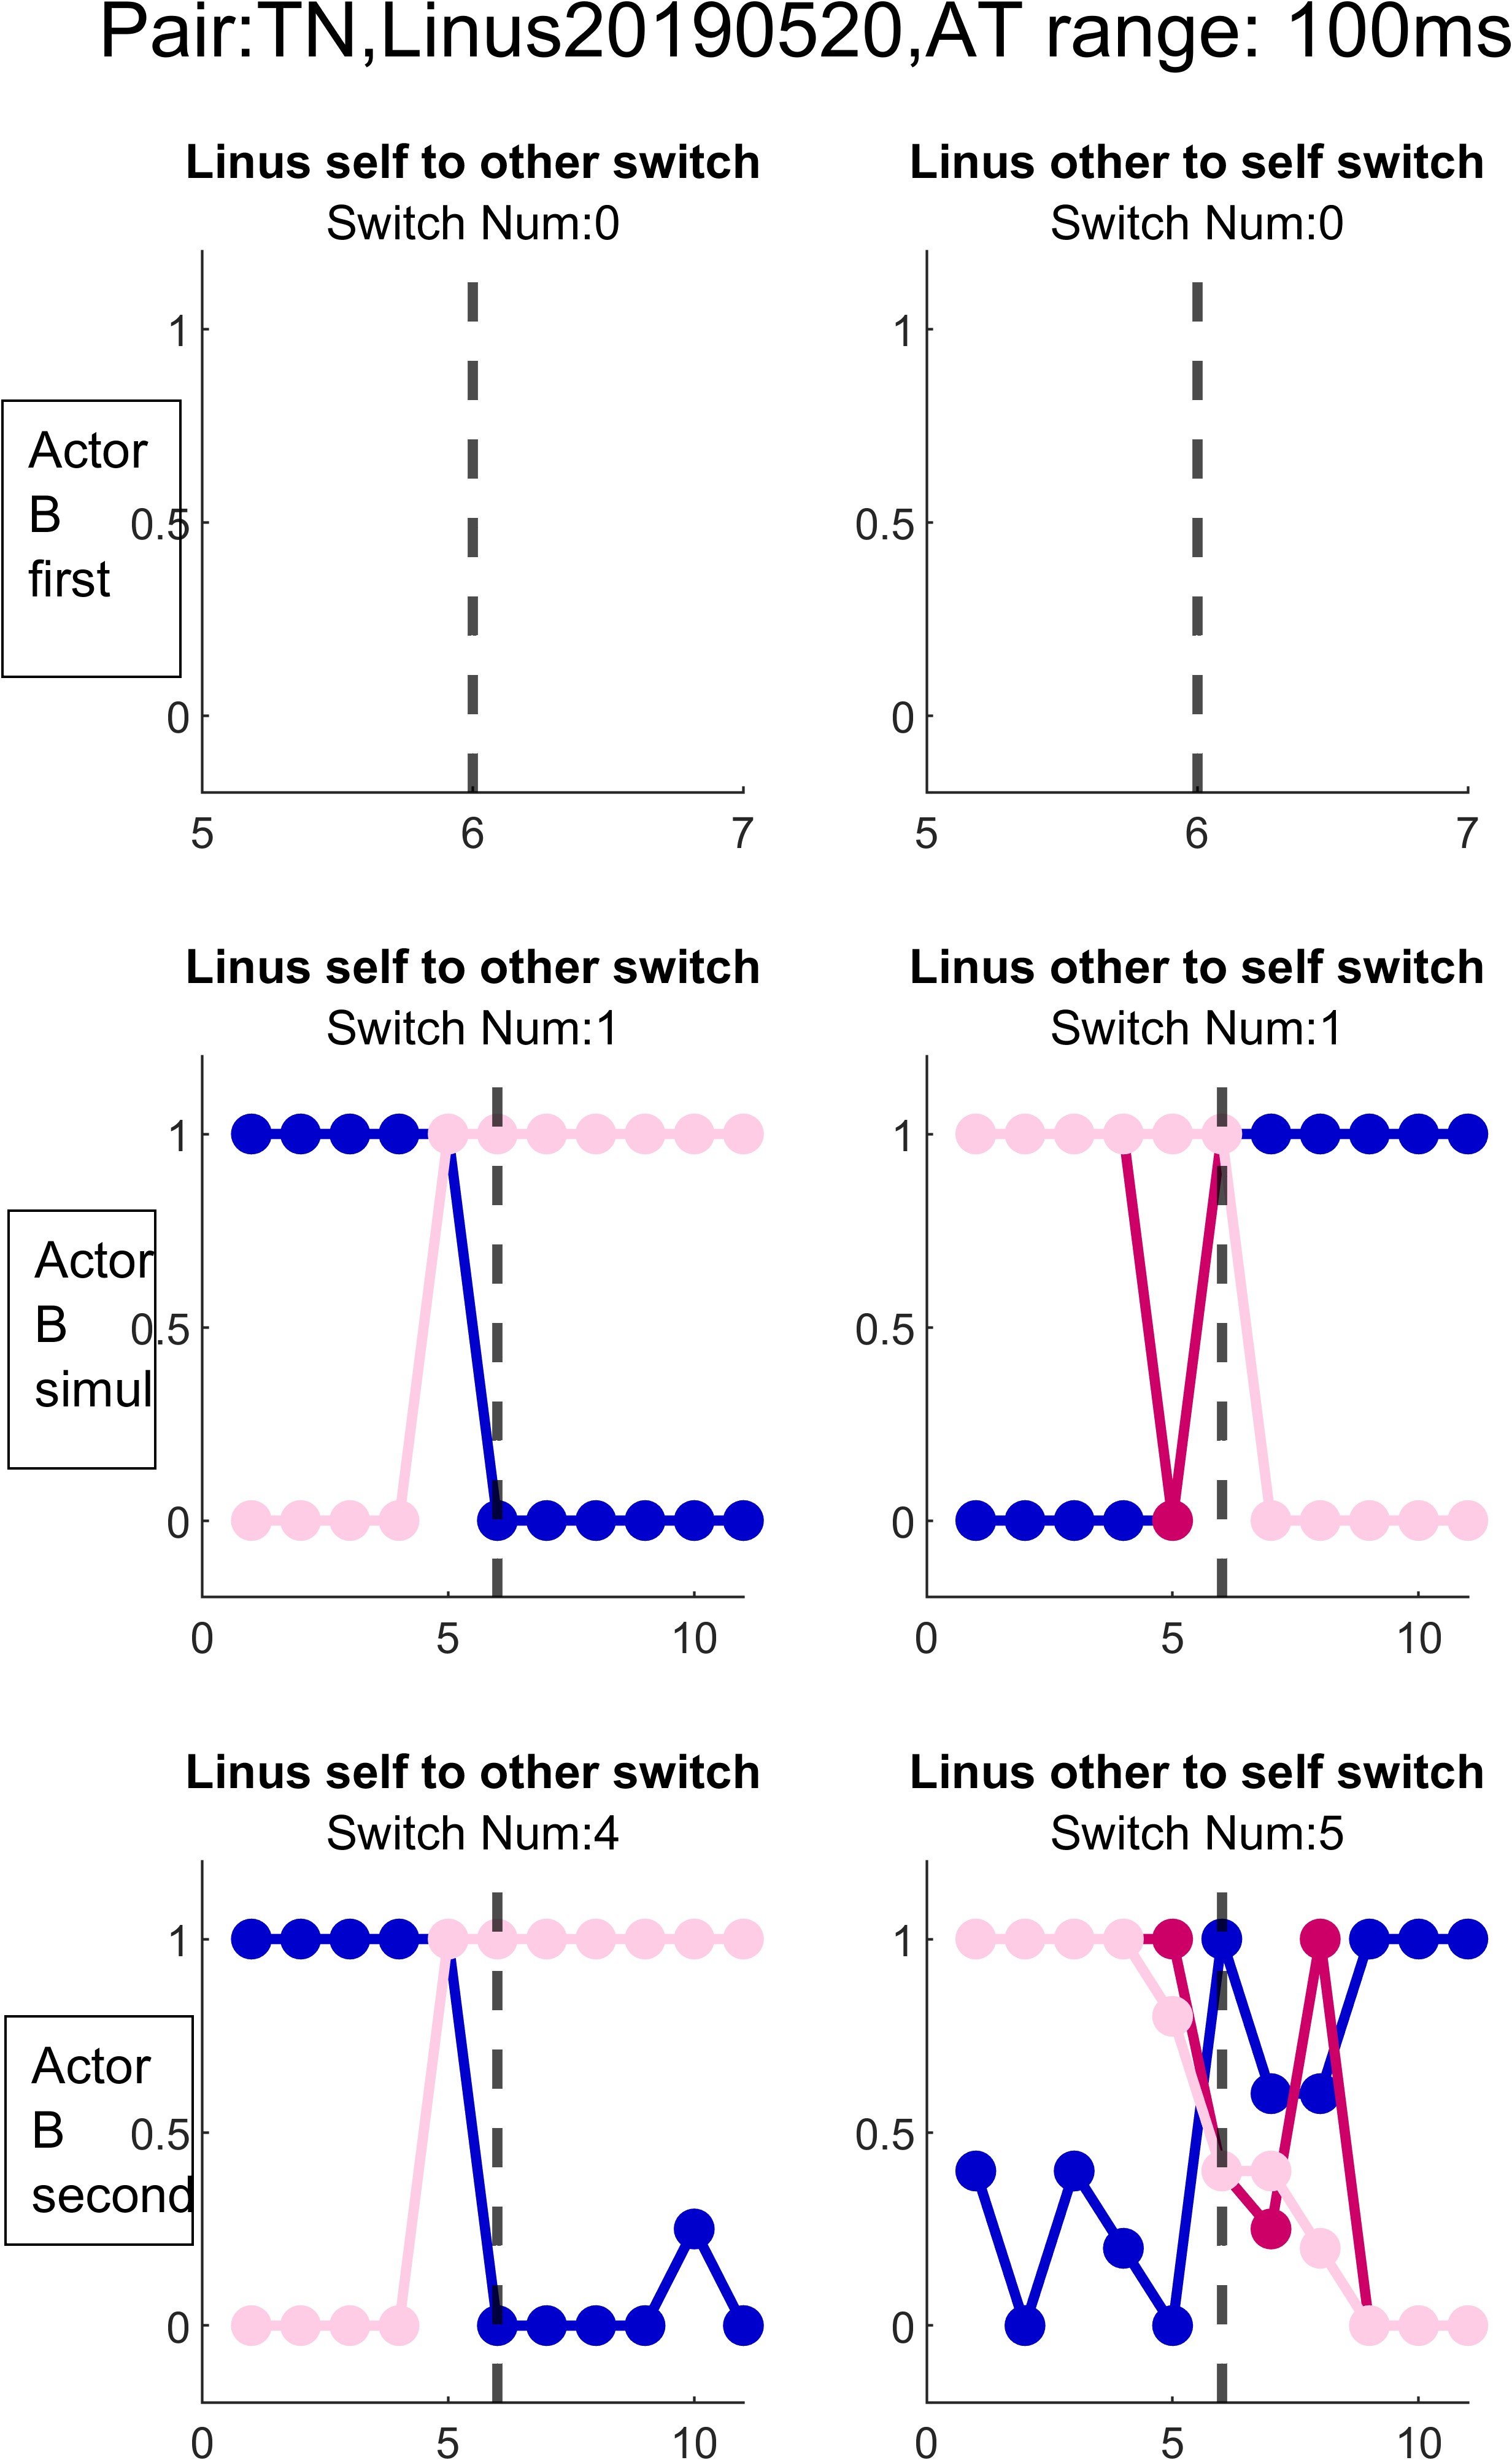 Pair:TN,Linus20190520,AT range: 100ms
Linus self to other switch
Switch Num:0
1
0.5
0
5 6 7
Linus other to self switch
Switch Num:0
1
0.5
0
5 6 7
Actor
B
first
Linus self to other switch
Switch Num:1
1
0.5
0
0 5 10
Linus other to self switch
Switch Num:1
1
0.5
0
0 5 10
Actor
B
simul
Linus self to other switch
Switch Num:4
1
0.5
0
0 5 10
Linus other to self switch
Switch Num:5
1
0.5
0
0 5 10
Actor
B
second